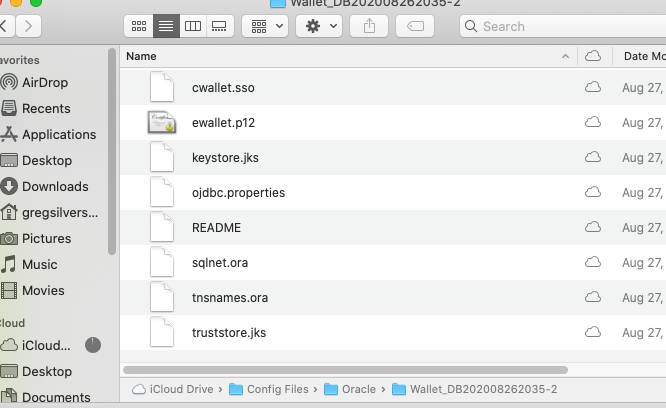 Wallet_DB202008262035-2
Search
avorites
Name
Date Mo
AirDrop
Recents
Applications
Desktop
Downloads
gregsilvers...
Pictures
Music
Movies
cwallet.sso
Aug 27,
ewallet.p12
Aug 27,
keystore.jks
Aug 27,
ojdbc.properties
Aug 27,
README
Aug 27,
sqlnet.ora
Aug 27,
tnsnames.ora
Aug 27,
truststore.jks
Aug 27,
Cloud
iCloud...
Desktop
Documents
iCloud Drive > Config Files > Oracle > Wallet_DB202008262035-2